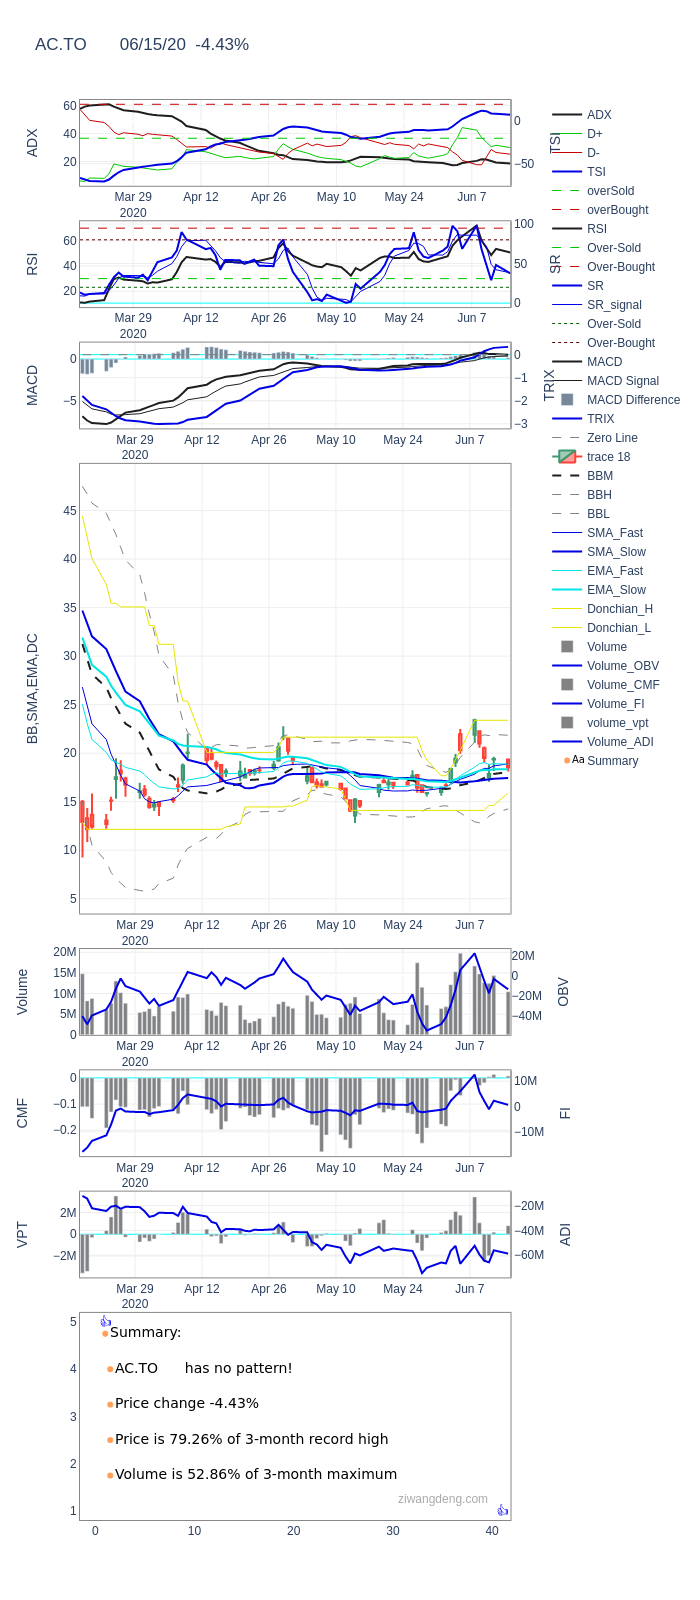 AC.TO 06/15/20 -4.43%
60
40
20
0
−50
ADX
TSI
Mar 29
2020
Apr 12
Apr 26
May 10
May 24
Jun 7
60
40
20
100
50
0
RSI
SR
Mar 29
2020
Apr 12
Apr 26
May 10
May 24
Jun 7
0
−5
0
−1
−2
−3
MACD
TRIX
Mar 29
2020
Apr 12
Apr 26
May 10
May 24
Jun 7
45
40
35
30
25
20
15
10
5
BB,SMA,EMA,DC
Mar 29
2020
Apr 12
Apr 26
May 10
May 24
Jun 7
20M
15M
10M
5M
0
20M
0
−20M
−40M
Volume
OBV
Mar 29
2020
Apr 12
Apr 26
May 10
May 24
Jun 7
0
−0.1
−0.2
10M
0
−10M
CMF
FI
Mar 29
2020
Apr 12
Apr 26
May 10
May 24
Jun 7
2M
0
−2M
−20M
−40M
−60M
VPT
ADI
Mar 29
2020
Apr 12
Apr 26
May 10
May 24
Jun 7
5
4
3
2
1
Summary:
AC.TO has no pattern!
Price change -4.43%
Price is 79.26% of 3-month record high
Volume is 52.86% of 3-month maximum
ziwangdeng.com
0
10
20
30
40
ADX
D+
D-
TSI
overSold
overBought
RSI
Over-Sold
Over-Bought
SR
SR_signal
Over-Sold
Over-Bought
MACD
MACD Signal
MACD Difference
TRIX
Zero Line
trace 18
BBM
BBH
BBL
SMA_Fast
SMA_Slow
EMA_Fast
EMA_Slow
Donchian_H
Donchian_L
Volume
Volume_OBV
Volume_CMF
Volume_FI
volume_vpt
Volume_ADI
Aa Summary